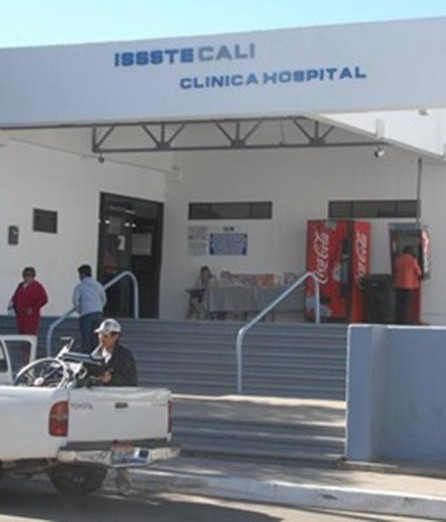 ISSSTECALI
CLINICA HOSPITAL
Coca-Cola
Coca-Cola
TOYOTA